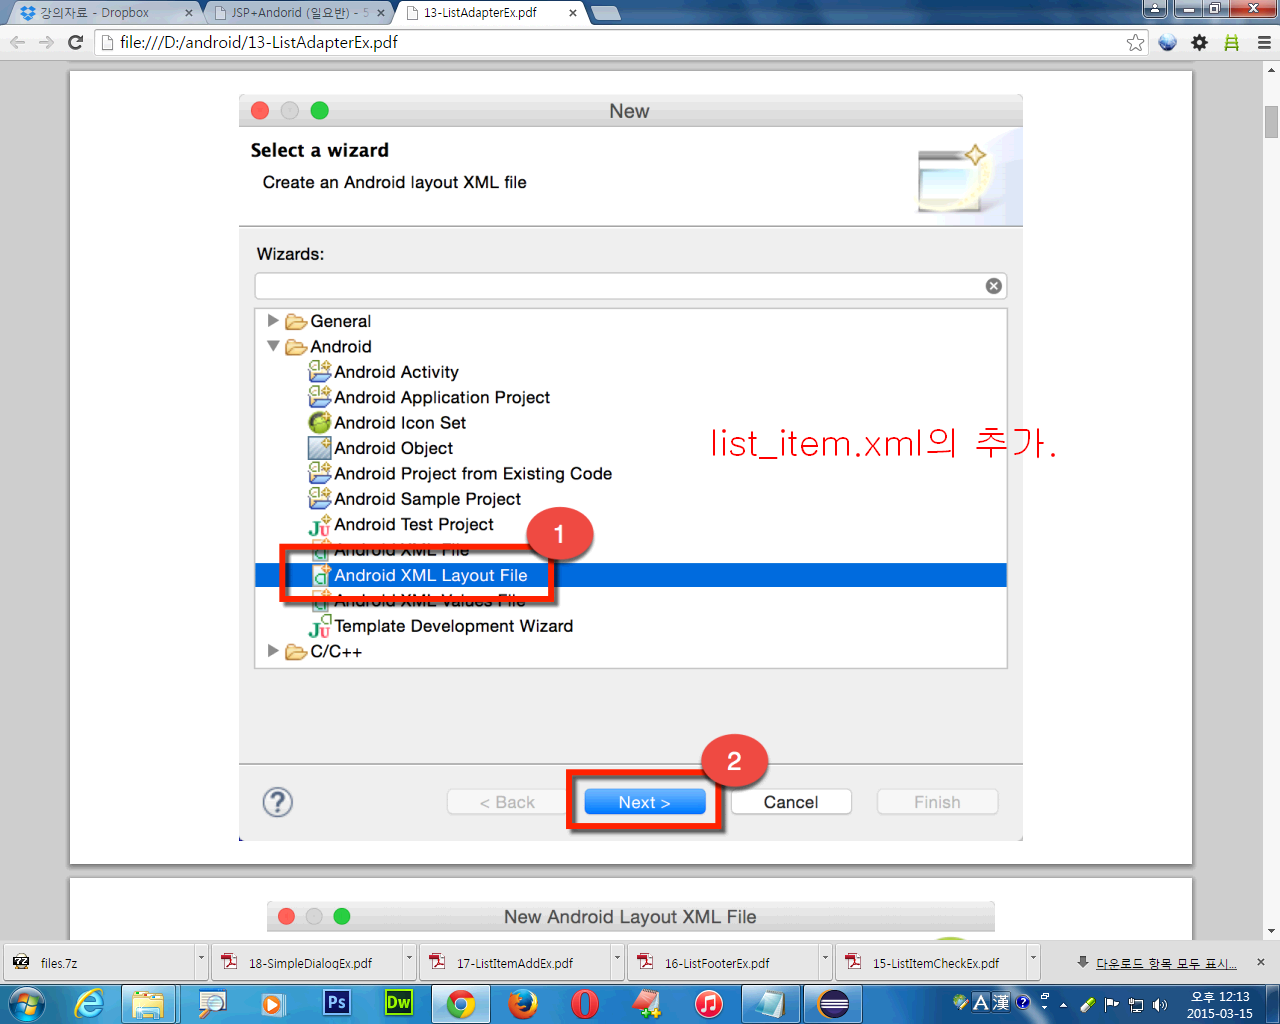 강의자료 - Dropbox
JSP+Andorid (일요반) - 5
13-ListAdapterEx.pdf
file:///D:/android/13-ListAdapterEx.pdf
New
Select a wizard
Create an Android layout XML file
Wizards:
General
Android
Android Activity
Android Application Project
Android Icon Set
Android Object
list_item.xml의 추가.
Android Project from Existing Code
Android Sample Project
Android Test Project
1
Android XML File
Android XML Layout File
Android XML Values File
Template Development Wizard
C/C++
2
?
< Back
Next >
Cancel
Finish
New Android Layout XML File
files.7z
18-SimpleDialogEx.pdf
17-ListItemAddEx.pdf
16-ListFooterEx.pdf
15-ListItemCheckEx.pdf
다운로드 항목 모두 표시...
Ps
Dw
A 漢
오후 12:13
2015-03-15